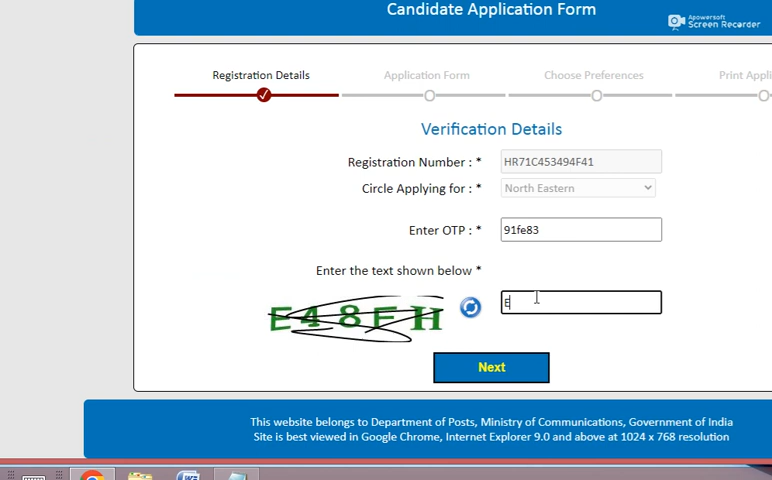 Candidate Application Form
Apowersoft
Screen Recorder
Registration Details
Application Form
Choose Preferences
Print Appli
Verification Details
Registration Number : *
HR71C453494F41
Circle Applying for : *
North Eastern
Enter OTP : *
91fe83
Enter the text shown below *
E48EH
E
Next
This website belongs to Department of Posts, Ministry of Communications, Government of India
Site is best viewed in Google Chrome, Internet Explorer 9.0 and above at 1024 x 768 resolution